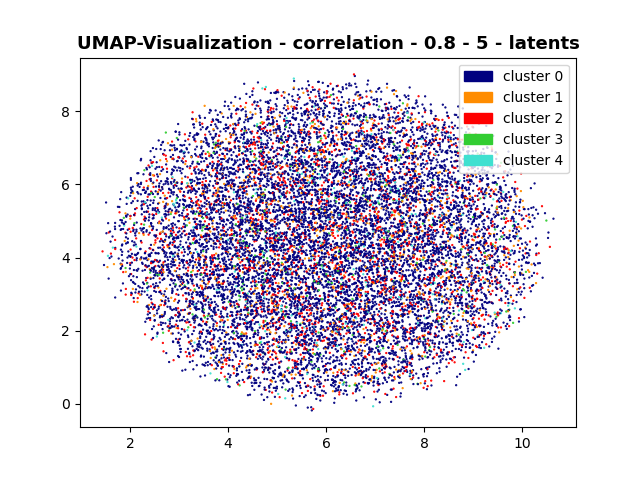 UMAP-Visualization - correlation - 0.8 - 5 - latents
cluster 0
cluster 1
cluster 2
cluster 3
cluster 4
8
6
4
2
0
2
4
6
8
10